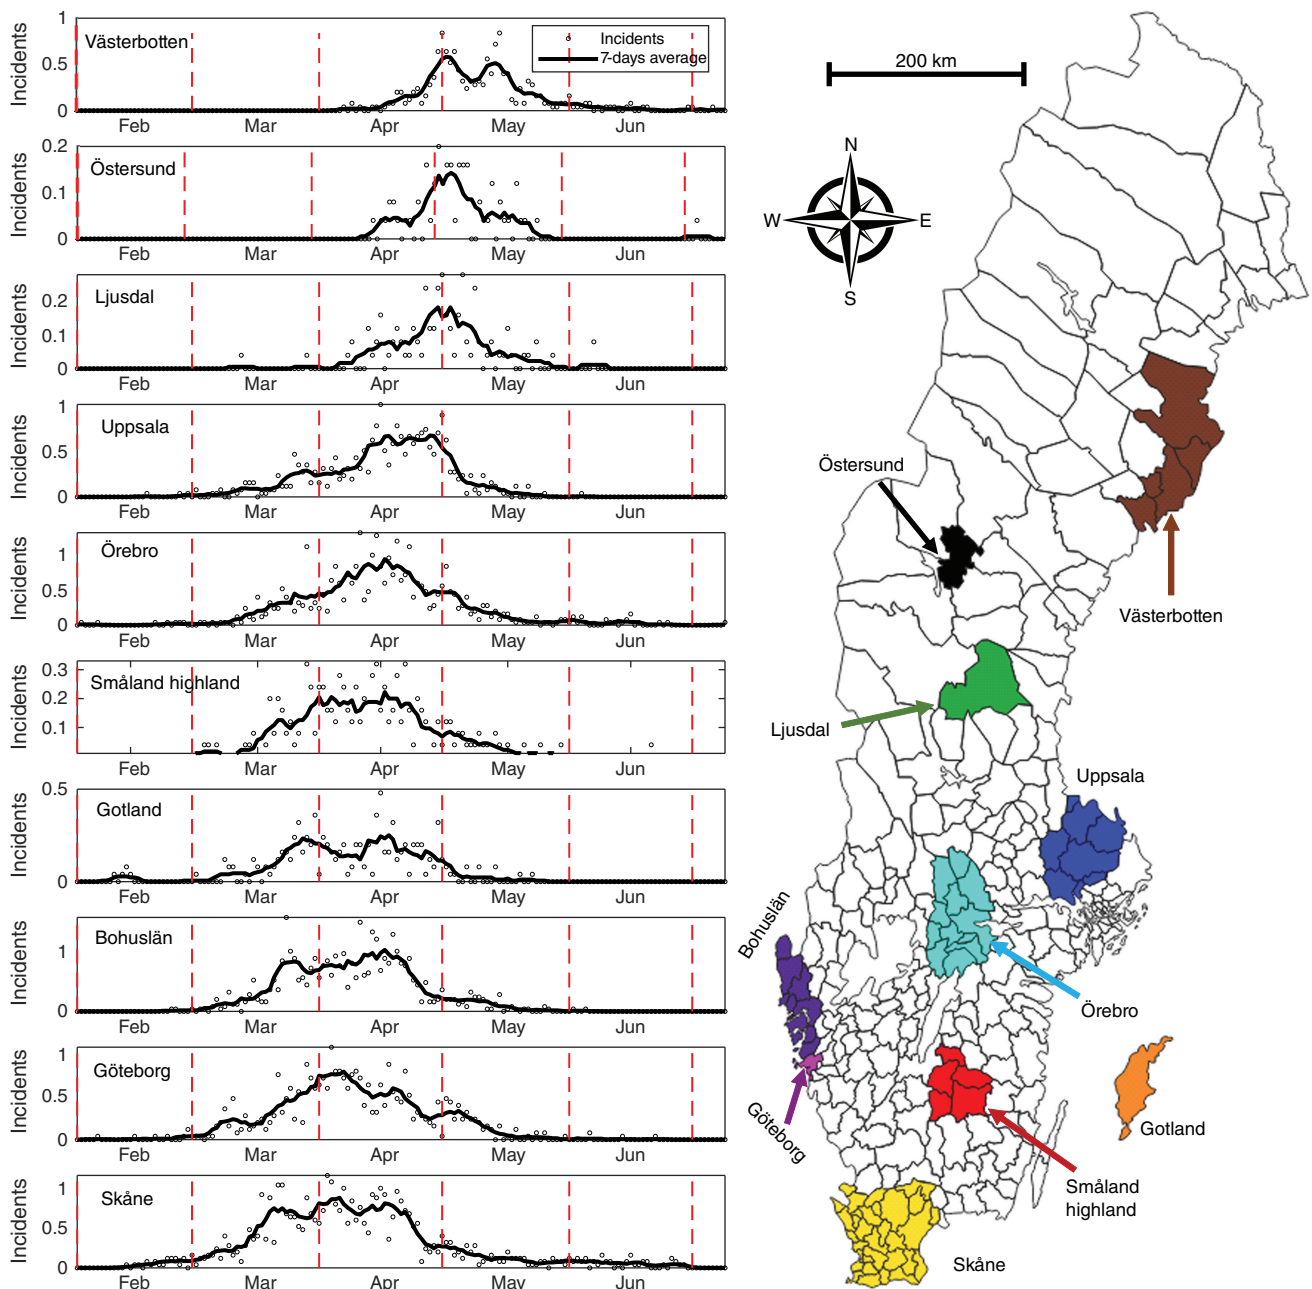 Incidents
1
0.5
0
Västerbotten
Incidents
7-days average
Feb Mar Apr May Jun
Incidents
0.2
0.1
0
Östersund
Feb Mar Apr May Jun
Incidents
0.2
0.1
0
Ljusdal
Feb Mar Apr May Jun
Incidents
1
0.5
0
Uppsala
Feb Mar Apr May Jun
Incidents
1
0.5
0
Örebro
Feb Mar Apr May Jun
Incidents
0.3
0.2
0.1
Småland highland
Feb Mar Apr May Jun
Incidents
0.5
0
Gotland
Feb Mar Apr May Jun
Incidents
1
0
Bohuslän
Feb Mar Apr May Jun
Incidents
1
0.5
0
Göteborg
Feb Mar Apr May Jun
Incidents
1
0.5
0
Skåne
Feb Mar Apr May Jun
200 km
N
W E
S
Östersund
Västerbotten
Ljusdal
Uppsala
Bohuslän
Örebro
Göteborg
Gotland
Småland
highland
Skåne